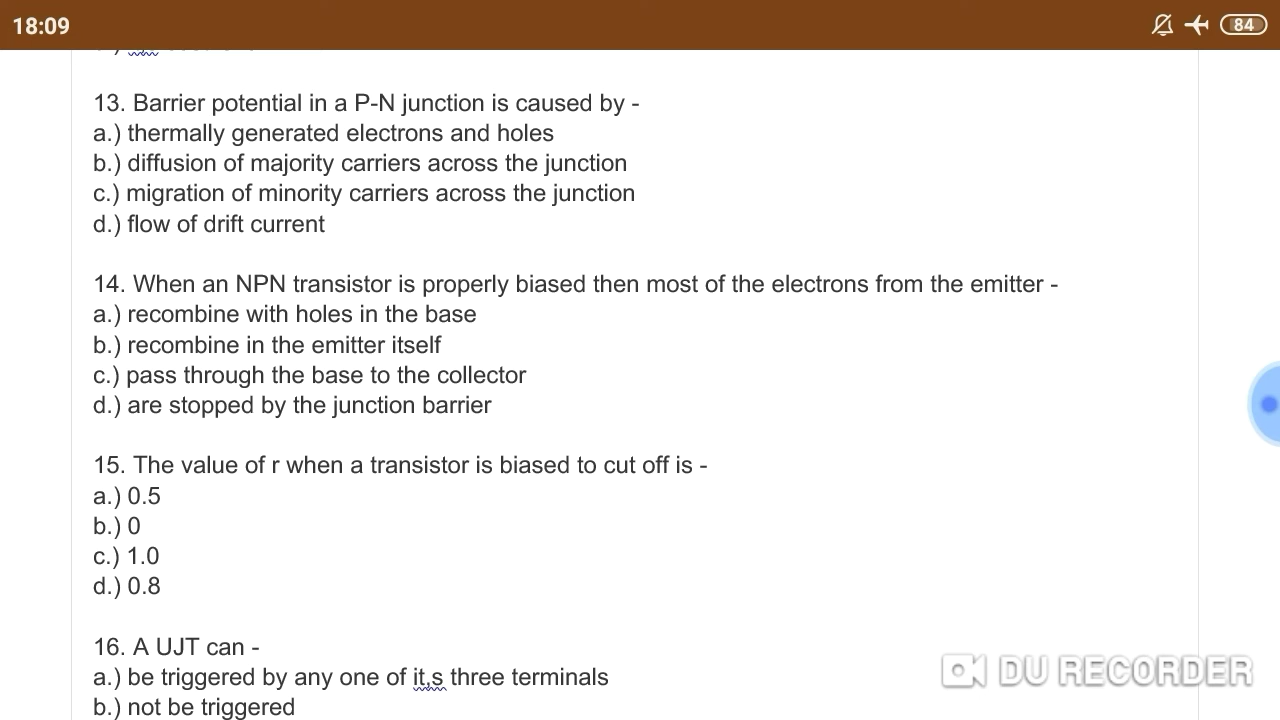 18:09
84
13. Barrier potential in a P-N junction is caused by -
a.) thermally generated electrons and holes
b.) diffusion of majority carriers across the junction
c.) migration of minority carriers across the junction
d.) flow of drift current
14. When an NPN transistor is properly biased then most of the electrons from the emitter -
a.) recombine with holes in the base
b.) recombine in the emitter itself
c.) pass through the base to the collector
d.) are stopped by the junction barrier
15. The value of r when a transistor is biased to cut off is -
a.) 0.5
b.) 0
c.) 1.0
d.) 0.8
16. A UJT can -
a.) be triggered by any one of it,s three terminals
b.) not be triggered
DU RECORDER